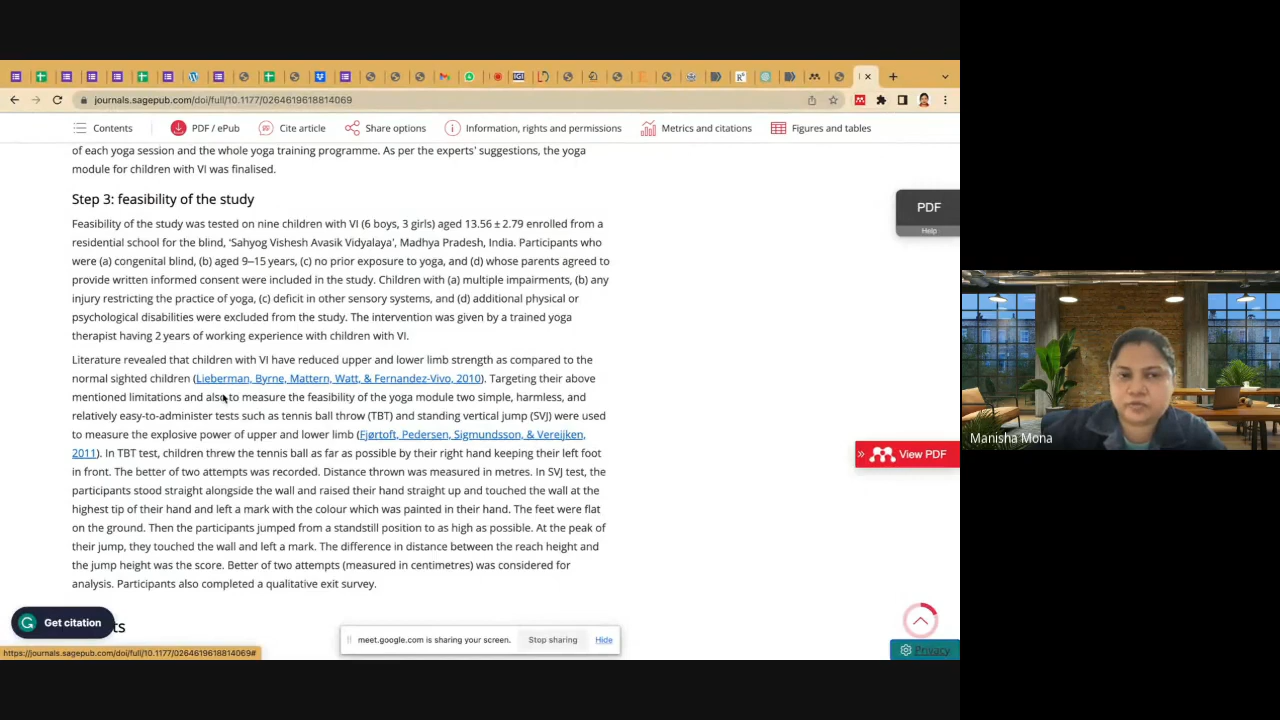 journals.sagepub.com/doi/full/10.1177/0264619618814069
Contents
PDF / ePub
Cite article
Share options
Information, rights and permissions
Metrics and citations
Figures and tables
of each yoga session and the whole yoga training programme. As per the experts' suggestions, the yoga
module for children with VI was finalised.
Step 3: feasibility of the study
Feasibility of the study was tested on nine children with VI (6 boys, 3 girls) aged 13.56 ± 2.79 enrolled from a
residential school for the blind, 'Sahyog Vishesh Avasik Vidyalaya', Madhya Pradesh, India. Participants who
were (a) congenital blind, (b) aged 9–15 years, (c) no prior exposure to yoga, and (d) whose parents agreed to
provide written informed consent were included in the study. Children with (a) multiple impairments, (b) any
injury restricting the practice of yoga, (c) deficit in other sensory systems, and (d) additional physical or
psychological disabilities were excluded from the study. The intervention was given by a trained yoga
therapist having 2 years of working experience with children with VI.
Literature revealed that children with VI have reduced upper and lower limb strength as compared to the
normal sighted children (Lieberman, Byrne, Mattern, Watt, & Fernandez-Vivo, 2010). Targeting their above
mentioned limitations and also to measure the feasibility of the yoga module two simple, harmless, and
relatively easy-to-administer tests such as tennis ball throw (TBT) and standing vertical jump (SVJ) were used
to measure the explosive power of upper and lower limb (Fjørtoft, Pedersen, Sigmundsson, & Vereijken,
2011). In TBT test, children threw the tennis ball as far as possible by their right hand keeping their left foot
in front. The better of two attempts was recorded. Distance thrown was measured in metres. In SVJ test, the
participants stood straight alongside the wall and raised their hand straight up and touched the wall at the
highest tip of their hand and left a mark with the colour which was painted in their hand. The feet were flat
on the ground. Then the participants jumped from a standstill position to as high as possible. At the peak of
their jump, they touched the wall and left a mark. The difference in distance between the reach height and
the jump height was the score. Better of two attempts (measured in centimetres) was considered for
analysis. Participants also completed a qualitative exit survey.
ts
Get citation
meet.google.com is sharing your screen.
Stop sharing
Hide
https://journals.sagepub.com/doi/full/10.1177/0264619618814069#
PDF
Help
View PDF
Privacy
Manisha Mona